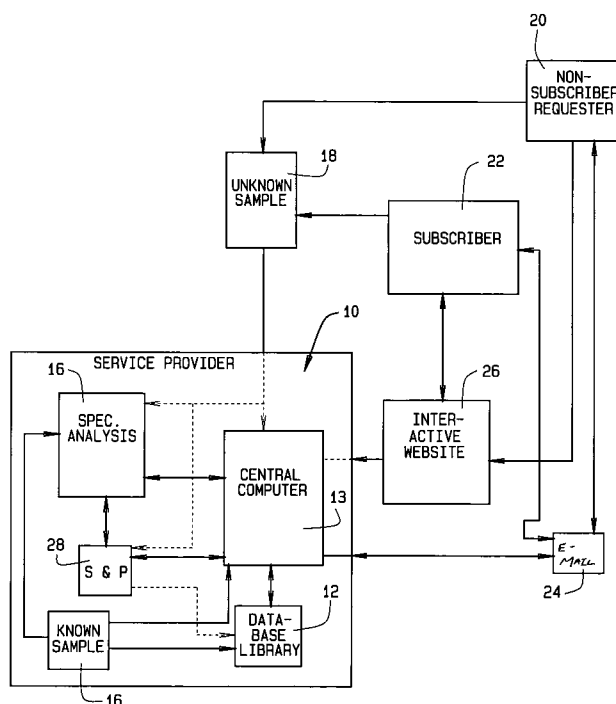 20
NON-
SUBSCRIBER
REQUESTER
18
UNKNOWN
SAMPLE
22
SUBSCRIBER
10
SERVICE PROVIDER
16
SPEC.
ANALYSIS
26
INTER-
ACTIVE
WEBSITE
CENTRAL
COMPUTER
13
28
S & P
12
E-
MAIL
24
KNOWN
SAMPLE
DATA-
BASE
LIBRARY
16